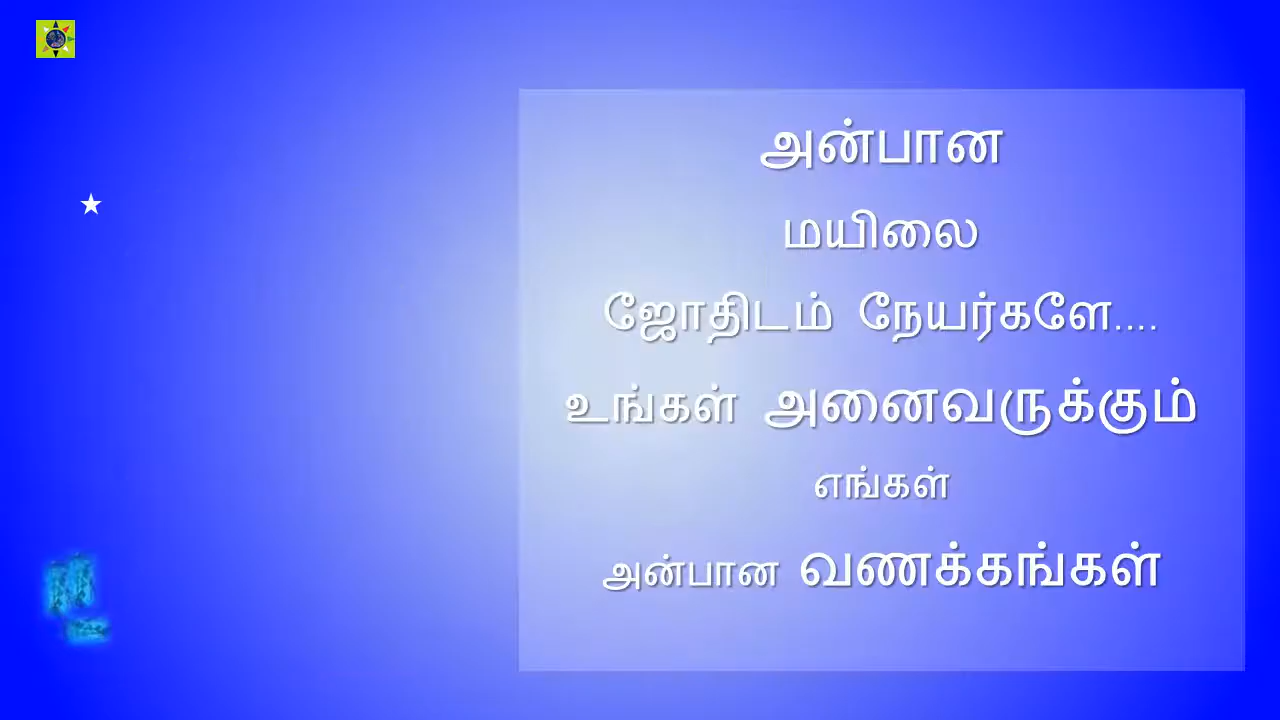 அன்பான
மயிலை
ஜோதிடம் நேயர்களே....
உங்கள் அனைவருக்கும்
எங்கள்
அன்பான வணக்கங்கள்